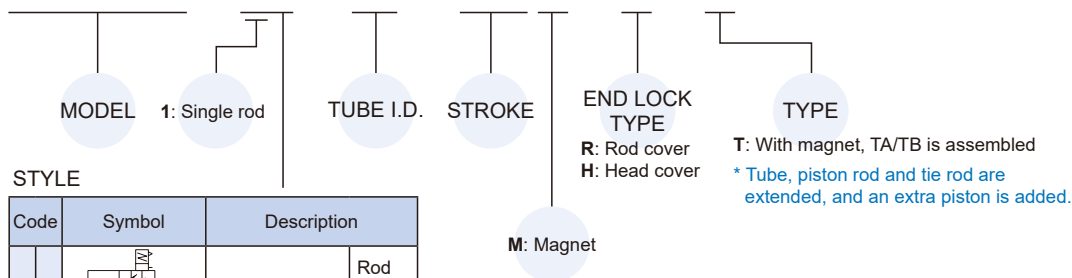 MODEL
1: Single rod
TUBE I.D.
STROKE
END LOCK
TYPE
R: Rod cover
H: Head cover
TYPE
T: With magnet, TA/TB is assembled
* Tube, piston rod and tie rod are
extended, and an extra piston is added.
M: Magnet
STYLE
Code Symbol Description
Rod